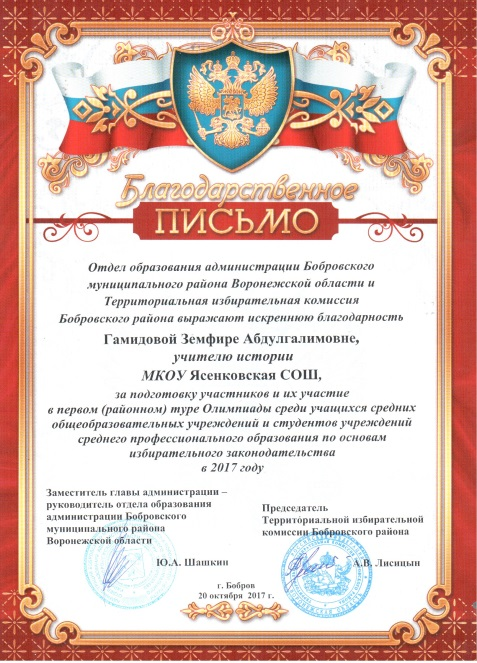 Благодарственное
ПИСЬМО
Отдел образования администрации Бобровского
муниципального района Воронежской области и
Территориальная избирательная комиссия
Бобровского района выражают искреннюю благодарность
Гамидовой Земфире Абдулгалимовне,
учителю истории
МКОУ Ясенковская СОШ,
за подготовку участников и их участие
в первом (районном) туре Олимпиады среди учащихся средних
общеобразовательных учреждений и студентов учреждений
среднего профессионального образования по основам
избирательного законодательства
в 2017 году
Заместитель главы администрации –
руководитель отдела образования
администрации Бобровского
муниципального района
Воронежской области
Ю.А. Шашкин
Председатель
Территориальной избирательной
комиссии Бобровского района
А.В. Лисицын
г. Бобров
20 октября 2017 г.